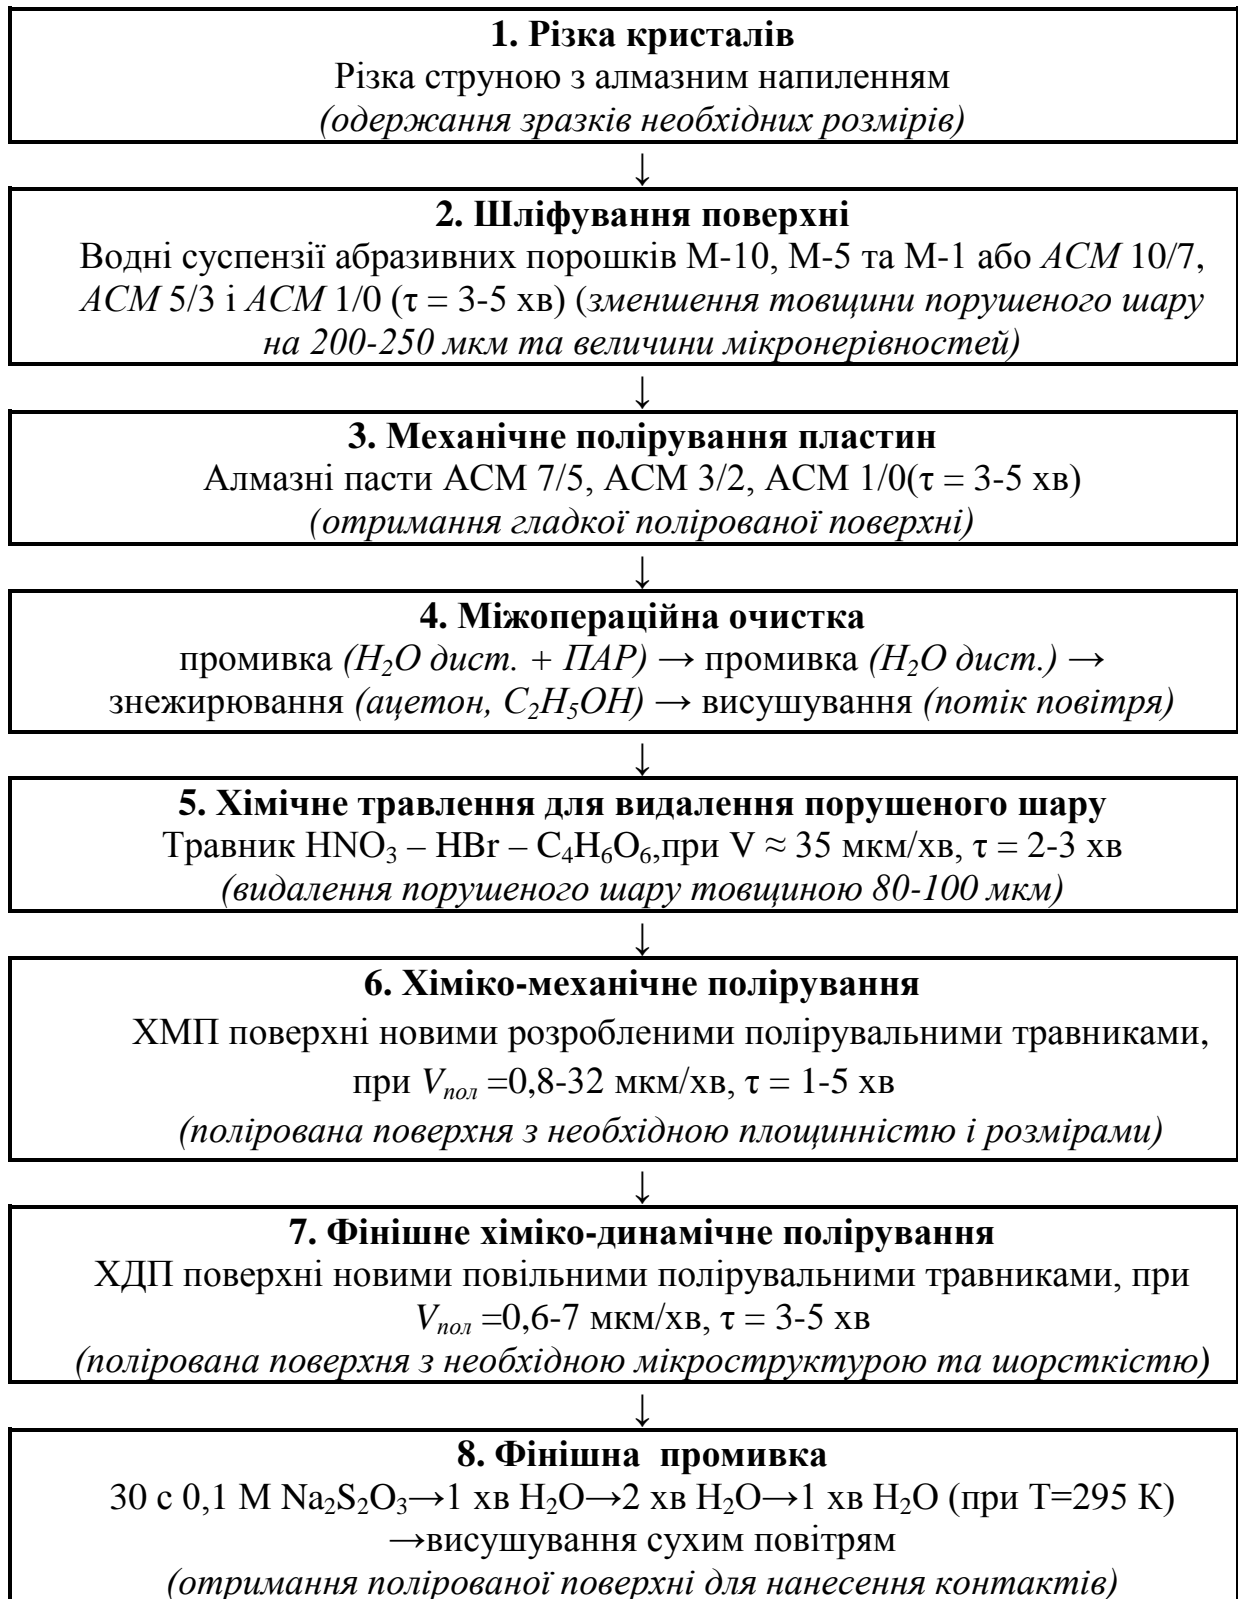 1. Різка кристалів
Різка струною з алмазним напиленням
(одержання зразків необхідних розмірів)
↓
2. Шліфування поверхні
Водні суспензії абразивних порошків М-10, М-5 та М-1 або АСМ 10/7,
АСМ 5/3 і АСМ 1/0 (τ = 3-5 хв) (зменшення товщини порушеного шару
на 200-250 мкм та величини мікронерівностей)
↓
3. Механічне полірування пластин
Алмазні пасти АСМ 7/5, АСМ 3/2, АСМ 1/0(τ = 3-5 хв)
(отримання гладкої полірованої поверхні)
↓
4. Міжопераційна очистка
промивка (H₂O дист. + ПАР) → промивка (H₂O дист.) →
знежирювання (ацетон, C₂H₅OH) → висушування (потік повітря)
↓
5. Хімічне травлення для видалення порушеного шару
Травник HNO₃ – HBr – C₄H₆O₆,при V ≈ 35 мкм/хв, τ = 2-3 хв
(видалення порушеного шару товщиною 80-100 мкм)
↓
6. Хіміко-механічне полірування
ХМП поверхні новими розробленими полірувальними травниками,
при Vпол =0,8-32 мкм/хв, τ = 1-5 хв
(полірована поверхня з необхідною площинністю і розмірами)
↓
7. Фінішне хіміко-динамічне полірування
ХДП поверхні новими повільними полірувальними травниками, при
Vпол =0,6-7 мкм/хв, τ = 3-5 хв
(полірована поверхня з необхідною мікроструктурою та шорсткістю)
↓
8. Фінішна промивка
30 с 0,1 М Na₂S₂O₃→1 хв H₂O→2 хв H₂O→1 хв H₂O (при Т=295 К)
→висушування сухим повітрям
(отримання полірованої поверхні для нанесення контактів)